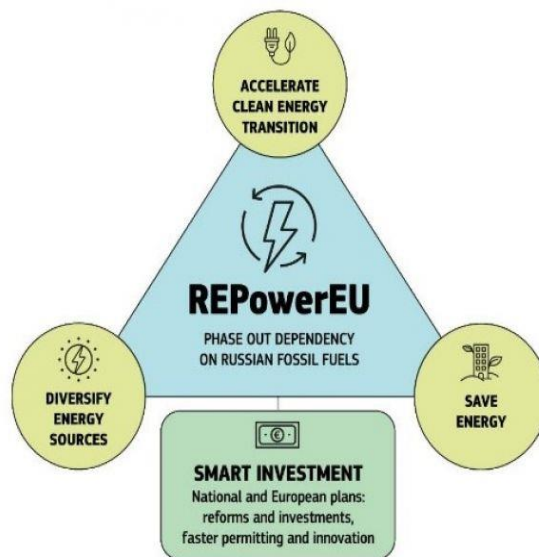 ACCELERATE
CLEAN ENERGY
TRANSITION
REPowerEU
PHASE OUT DEPENDENCY
ON RUSSIAN FOSSIL FUELS
DIVERSIFY
ENERGY
SOURCES
SAVE
ENERGY
€
SMART INVESTMENT
National and European plans:
reforms and investments,
faster permitting and innovation